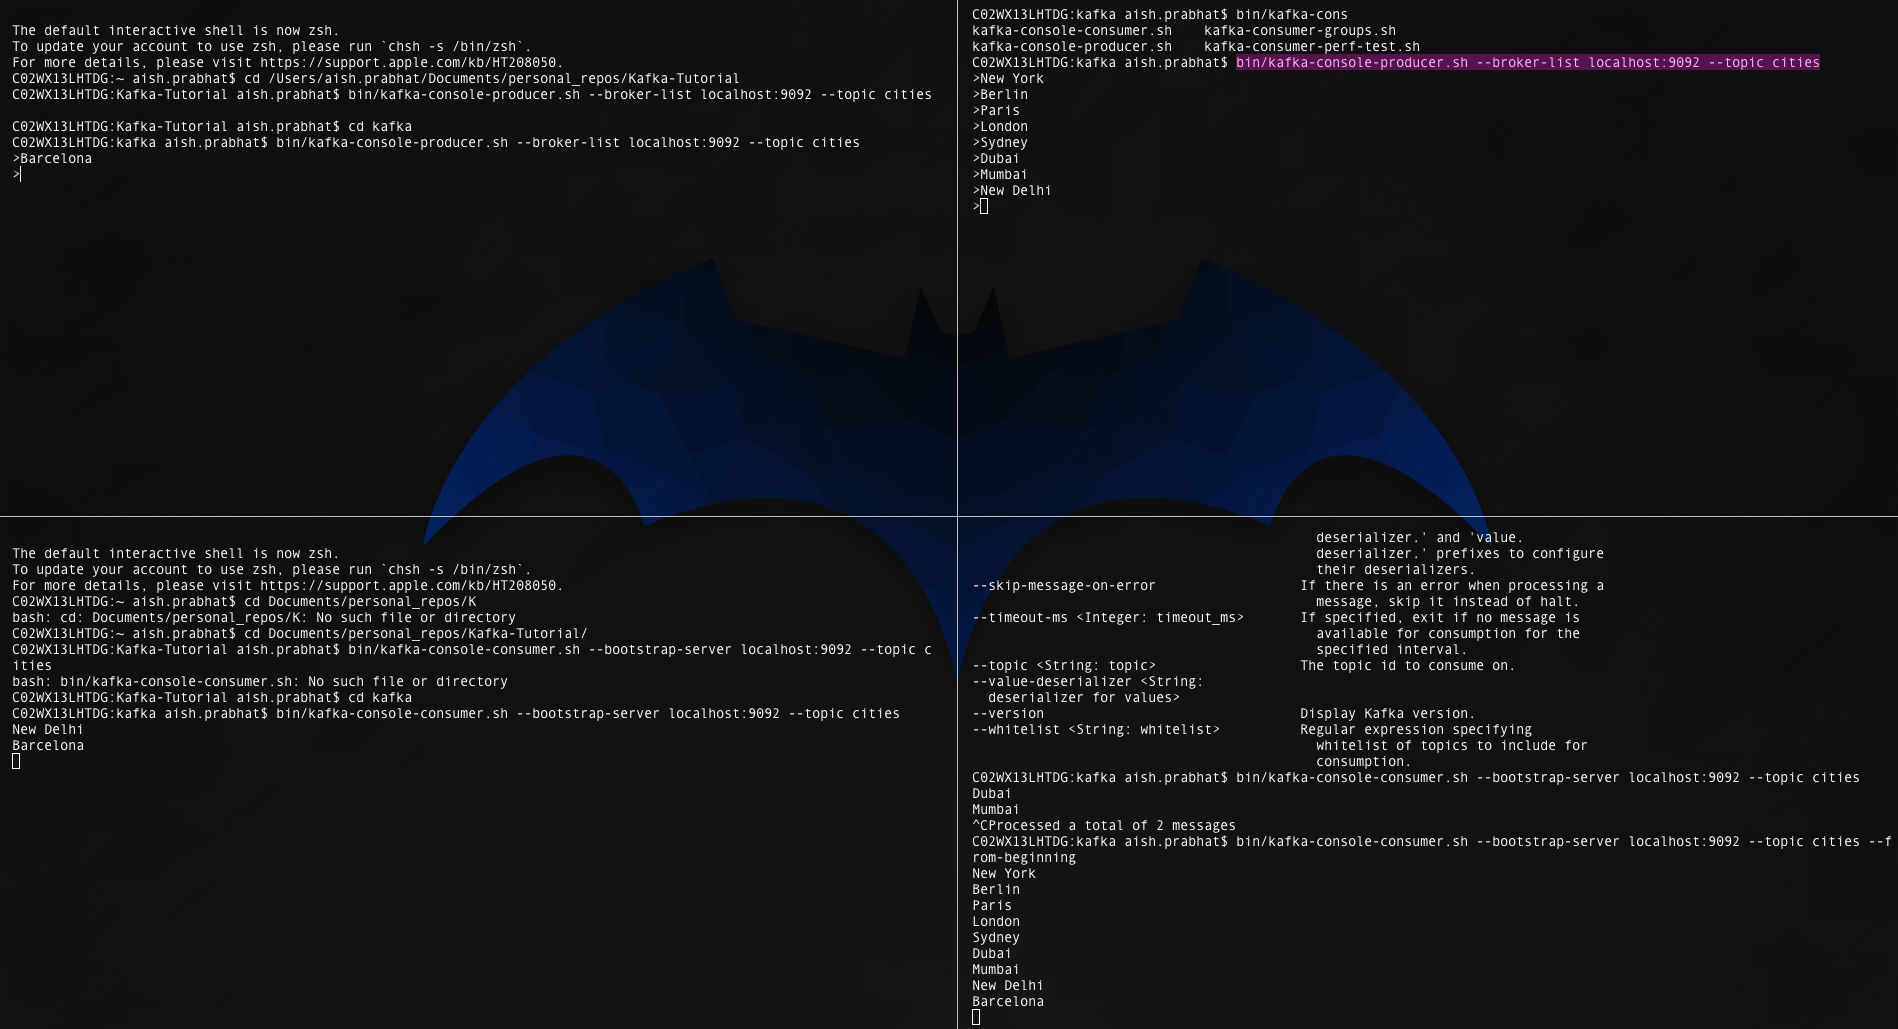 The default interactive shell is now zsh.
To update your account to use zsh, please run `chsh -s /bin/zsh`.
For more details, please visit https://support.apple.com/kb/HT208050.
C02WX13LHTDG:~ aish.prabhat$ cd /Users/aish.prabhat/Documents/personal_repos/Kafka-Tutorial
C02WX13LHTDG:Kafka-Tutorial aish.prabhat$ bin/kafka-console-producer.sh --broker-list localhost:9092 --topic cities
C02WX13LHTDG:Kafka-Tutorial aish.prabhat$ cd kafka
C02WX13LHTDG:kafka aish.prabhat$ bin/kafka-console-producer.sh --broker-list localhost:9092 --topic cities
>Barcelona
>
C02WX13LHTDG:kafka aish.prabhat$ bin/kafka-cons
kafka-console-consumer.sh    kafka-consumer-groups.sh
kafka-console-producer.sh    kafka-consumer-perf-test.sh
C02WX13LHTDG:kafka aish.prabhat$ bin/kafka-console-producer.sh --broker-list localhost:9092 --topic cities
>New York
>Berlin
>Paris
>London
>Sydney
>Dubai
>Mumbai
>New Delhi
>
The default interactive shell is now zsh.
To update your account to use zsh, please run `chsh -s /bin/zsh`.
For more details, please visit https://support.apple.com/kb/HT208050.
C02WX13LHTDG:~ aish.prabhat$ cd Documents/personal_repos/K
bash: cd: Documents/personal_repos/K: No such file or directory
C02WX13LHTDG:~ aish.prabhat$ cd Documents/personal_repos/Kafka-Tutorial/
C02WX13LHTDG:Kafka-Tutorial aish.prabhat$ bin/kafka-console-consumer.sh --bootstrap-server localhost:9092 --topic c
ities
bash: bin/kafka-console-consumer.sh: No such file or directory
C02WX13LHTDG:Kafka-Tutorial aish.prabhat$ cd kafka
C02WX13LHTDG:kafka aish.prabhat$ bin/kafka-console-consumer.sh --bootstrap-server localhost:9092 --topic cities
New Delhi
Barcelona
deserializer.' and 'value.
deserializer.' prefixes to configure
their deserializers.
--skip-message-on-error                  If there is an error when processing a
message, skip it instead of halt.
--timeout-ms <Integer: timeout_ms>       If specified, exit if no message is
available for consumption for the
specified interval.
--topic <String: topic>                  The topic id to consume on.
--value-deserializer <String:
deserializer for values>
--version                                Display Kafka version.
--whitelist <String: whitelist>          Regular expression specifying
whitelist of topics to include for
consumption.
C02WX13LHTDG:kafka aish.prabhat$ bin/kafka-console-consumer.sh --bootstrap-server localhost:9092 --topic cities
Dubai
Mumbai
^CProcessed a total of 2 messages
C02WX13LHTDG:kafka aish.prabhat$ bin/kafka-console-consumer.sh --bootstrap-server localhost:9092 --topic cities --f
rom-beginning
New York
Berlin
Paris
London
Sydney
Dubai
Mumbai
New Delhi
Barcelona